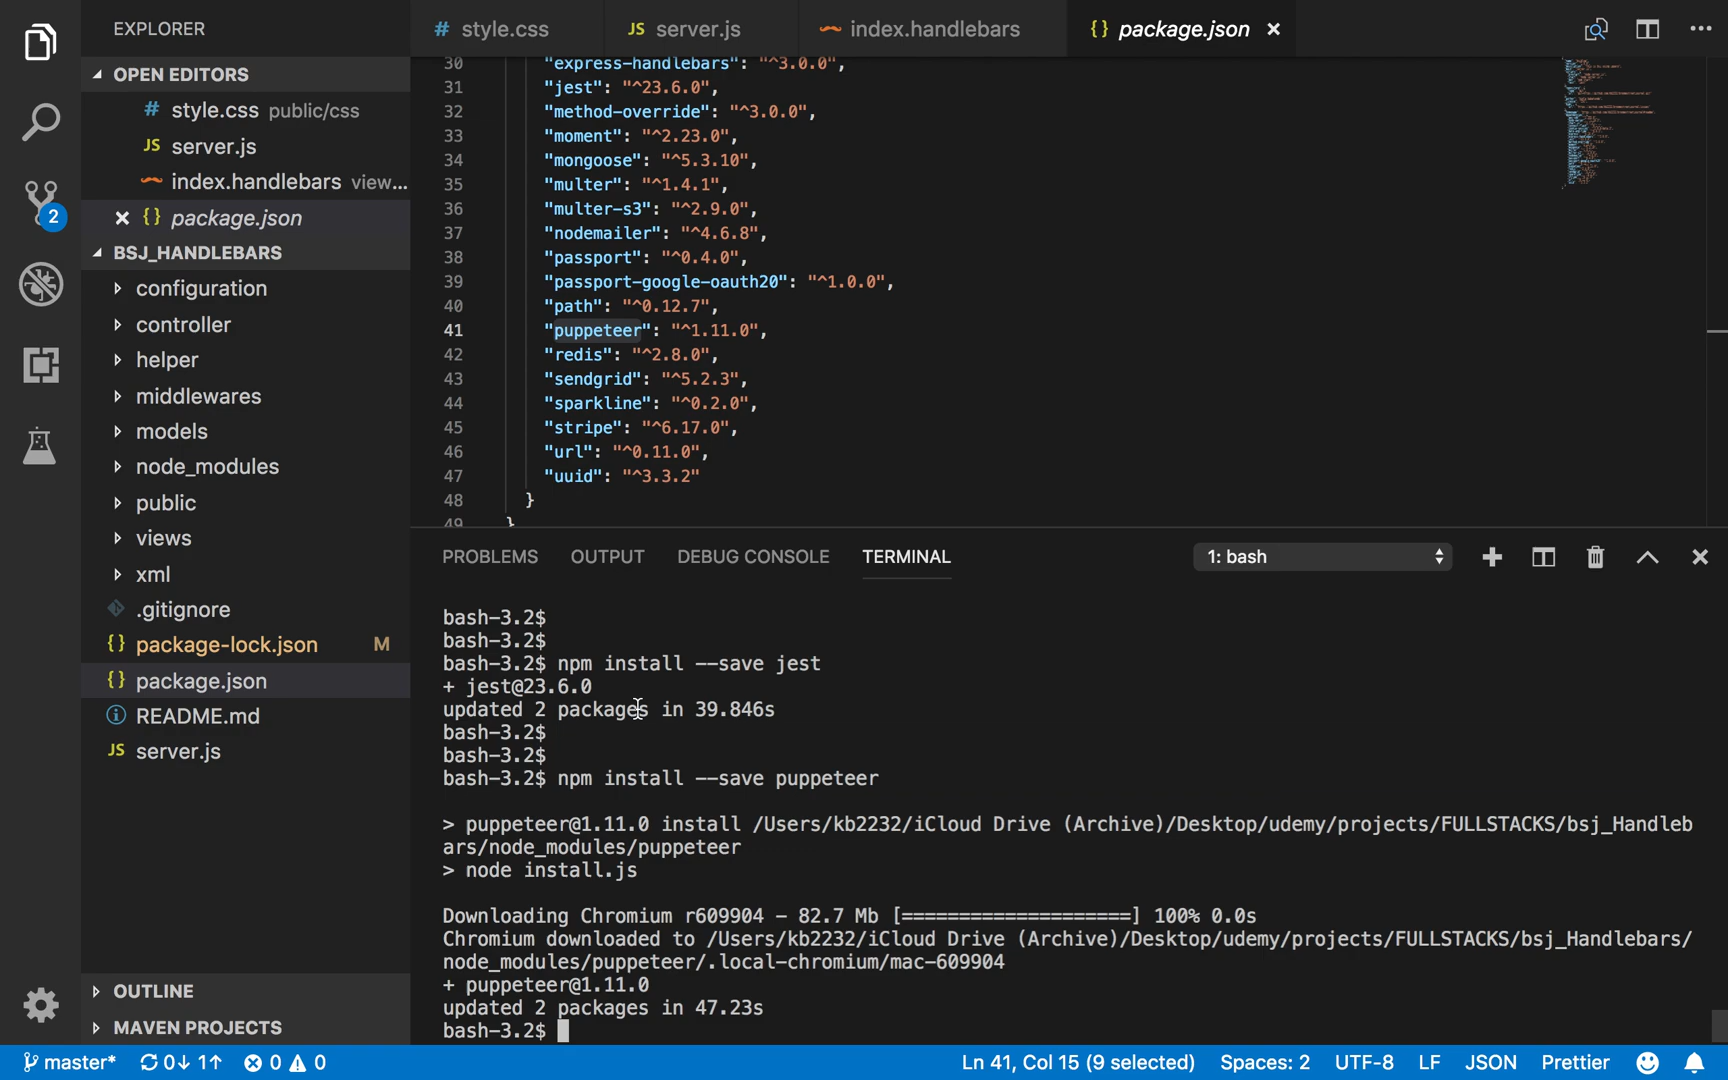 EXPLORER
OPEN EDITORS
# style.css public/css
JS server.js
index.handlebars view...
{} package.json
BSJ_HANDLEBARS
configuration
controller
helper
middlewares
models
node_modules
public
views
xml
.gitignore
{} package-lock.json M
{} package.json
README.md
JS server.js
OUTLINE
MAVEN PROJECTS
2
# style.css
JS server.js
index.handlebars
{} package.json
30 "express-handlebars": "^3.0.0",
31 "jest": "^23.6.0",
32 "method-override": "^3.0.0",
33 "moment": "^2.23.0",
34 "mongoose": "^5.3.10",
35 "multer": "^1.4.1",
36 "multer-s3": "^2.9.0",
37 "nodemailer": "^4.6.8",
38 "passport": "^0.4.0",
39 "passport-google-oauth20": "^1.0.0",
40 "path": "^0.12.7",
41 "puppeteer": "^1.11.0",
42 "redis": "^2.8.0",
43 "sendgrid": "^5.2.3",
44 "sparkline": "^0.2.0",
45 "stripe": "^6.17.0",
46 "url": "^0.11.0",
47 "uuid": "^3.3.2"
48 }
49 }
PROBLEMS OUTPUT DEBUG CONSOLE TERMINAL 1: bash
bash-3.2$
bash-3.2$
bash-3.2$ npm install --save jest
+ jest@23.6.0
updated 2 packages in 39.846s
bash-3.2$
bash-3.2$
bash-3.2$ npm install --save puppeteer
> puppeteer@1.11.0 install /Users/kb2232/iCloud Drive (Archive)/Desktop/udemy/projects/FULLSTACKS/bsj_Handleb
ars/node_modules/puppeteer
> node install.js
Downloading Chromium r609904 - 82.7 Mb [====================] 100% 0.0s
Chromium downloaded to /Users/kb2232/iCloud Drive (Archive)/Desktop/udemy/projects/FULLSTACKS/bsj_Handlebars/
node_modules/puppeteer/.local-chromium/mac-609904
+ puppeteer@1.11.0
updated 2 packages in 47.23s
bash-3.2$
master* 0↓ 1↑ 0 0 Ln 41, Col 15 (9 selected) Spaces: 2 UTF-8 LF JSON Prettier